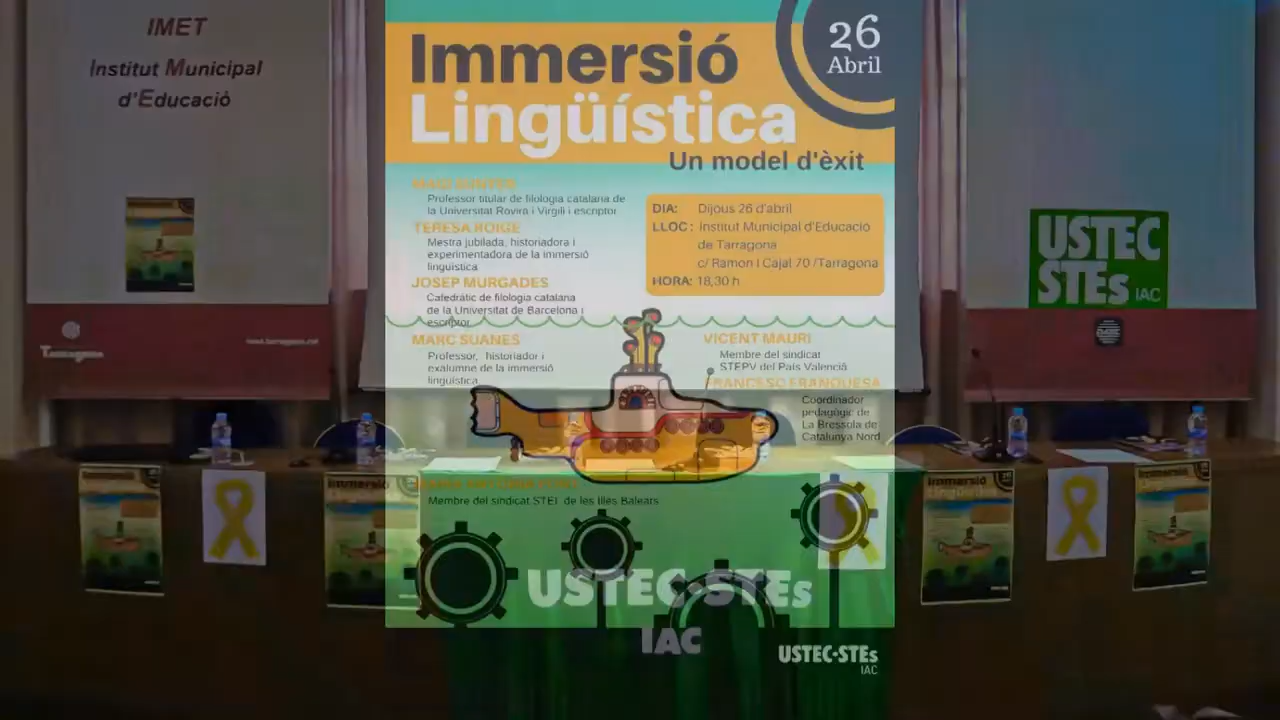 IMET
Institut Municipal
d'Educació
Immersió
Lingüística
Un model d'èxit
26
Abril
Professor titular de filologia catalana de
la Universitat Rovira i Virgili i escriptor
TERESA ROIGE
Mestra jubilada, historiadora i
experimentadora de la immersió
lingüística
JOSEP MURGADES
Catedràtic de filologia catalana
de la Universitat de Barcelona i
escriptor
MARC SUANES
Professor, historiador i
exalumne de la immersió
lingüística
DIA: Dijous 26 d'abril
LLOC: Institut Municipal d'Educació
de Tarragona
c/ Ramon I Cajal 70 /Tarragona
HORA: 18,30 h
VICENT MAURI
Membre del sindicat
STEPV del País Valencià
FRANCESC FRANQUESA
Coordinador
pedagògic de
La Bressola de
Catalunya Nord
Membre del sindicat STEI de les Illes Balears
USTEC·STEs
IAC
USTEC·STEs
IAC
USTEC
STEs IAC
Tarragona
Immersió
Immersió
Lingüística